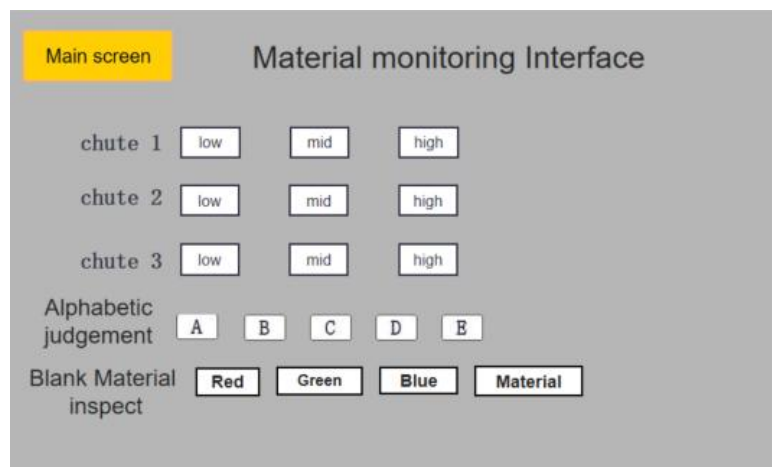 Main screen
Material monitoring Interface
chute 1 low mid high
chute 2 low mid high
chute 3 low mid high
Alphabetic
judgement A B C D E
Blank Material
inspect Red Green Blue Material